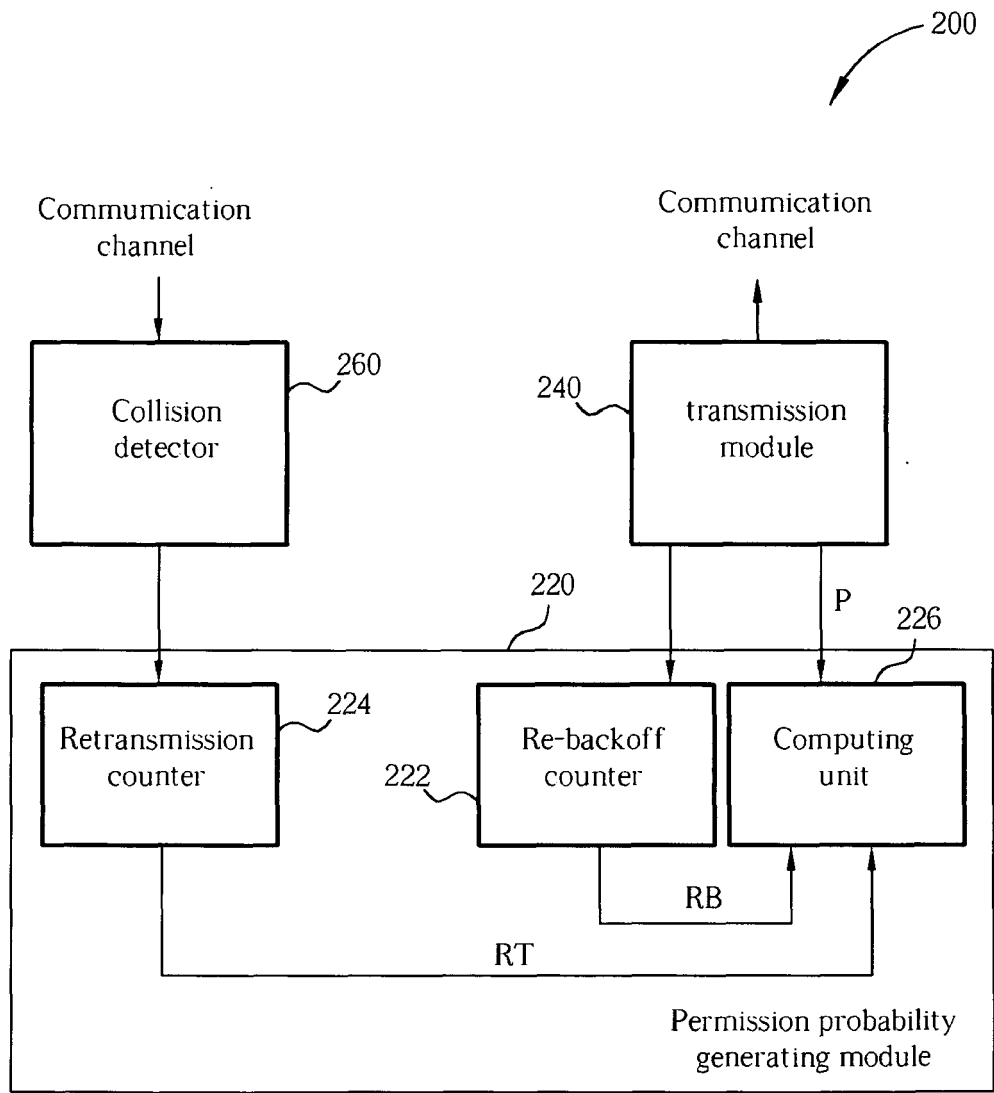 200
Commumication
channel
Commumication
channel
Collision
detector
260
240
transmission
module
220
P
226
Retransmission
counter
224
222
Re-backoff
counter
Computing
unit
RB
RT
Permission probability
generating module